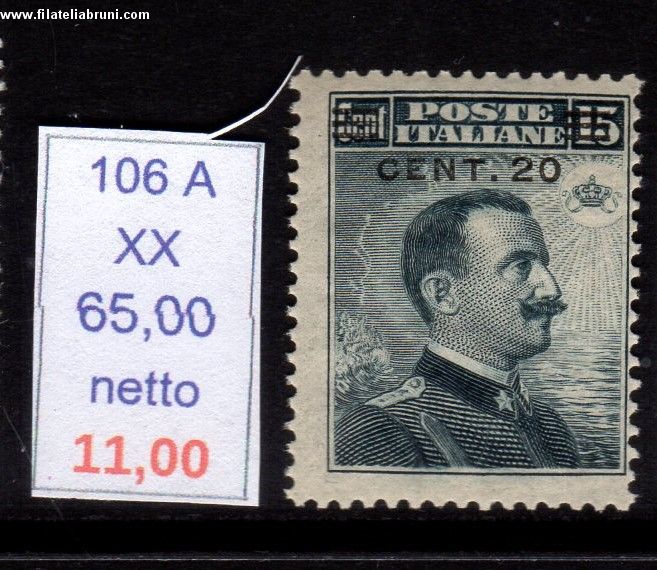 www.filateliabruni.com
106 A
XX
65,00
netto
11,00
POSTE
ITALIANE
15
CENT. 20